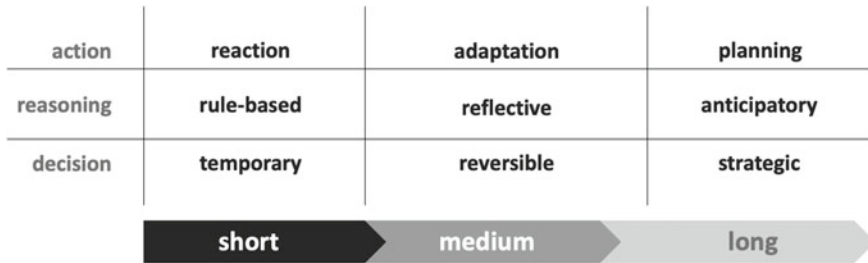 action reaction adaptation planning
reasoning rule-based reflective anticipatory
decision temporary reversible strategic
short medium long